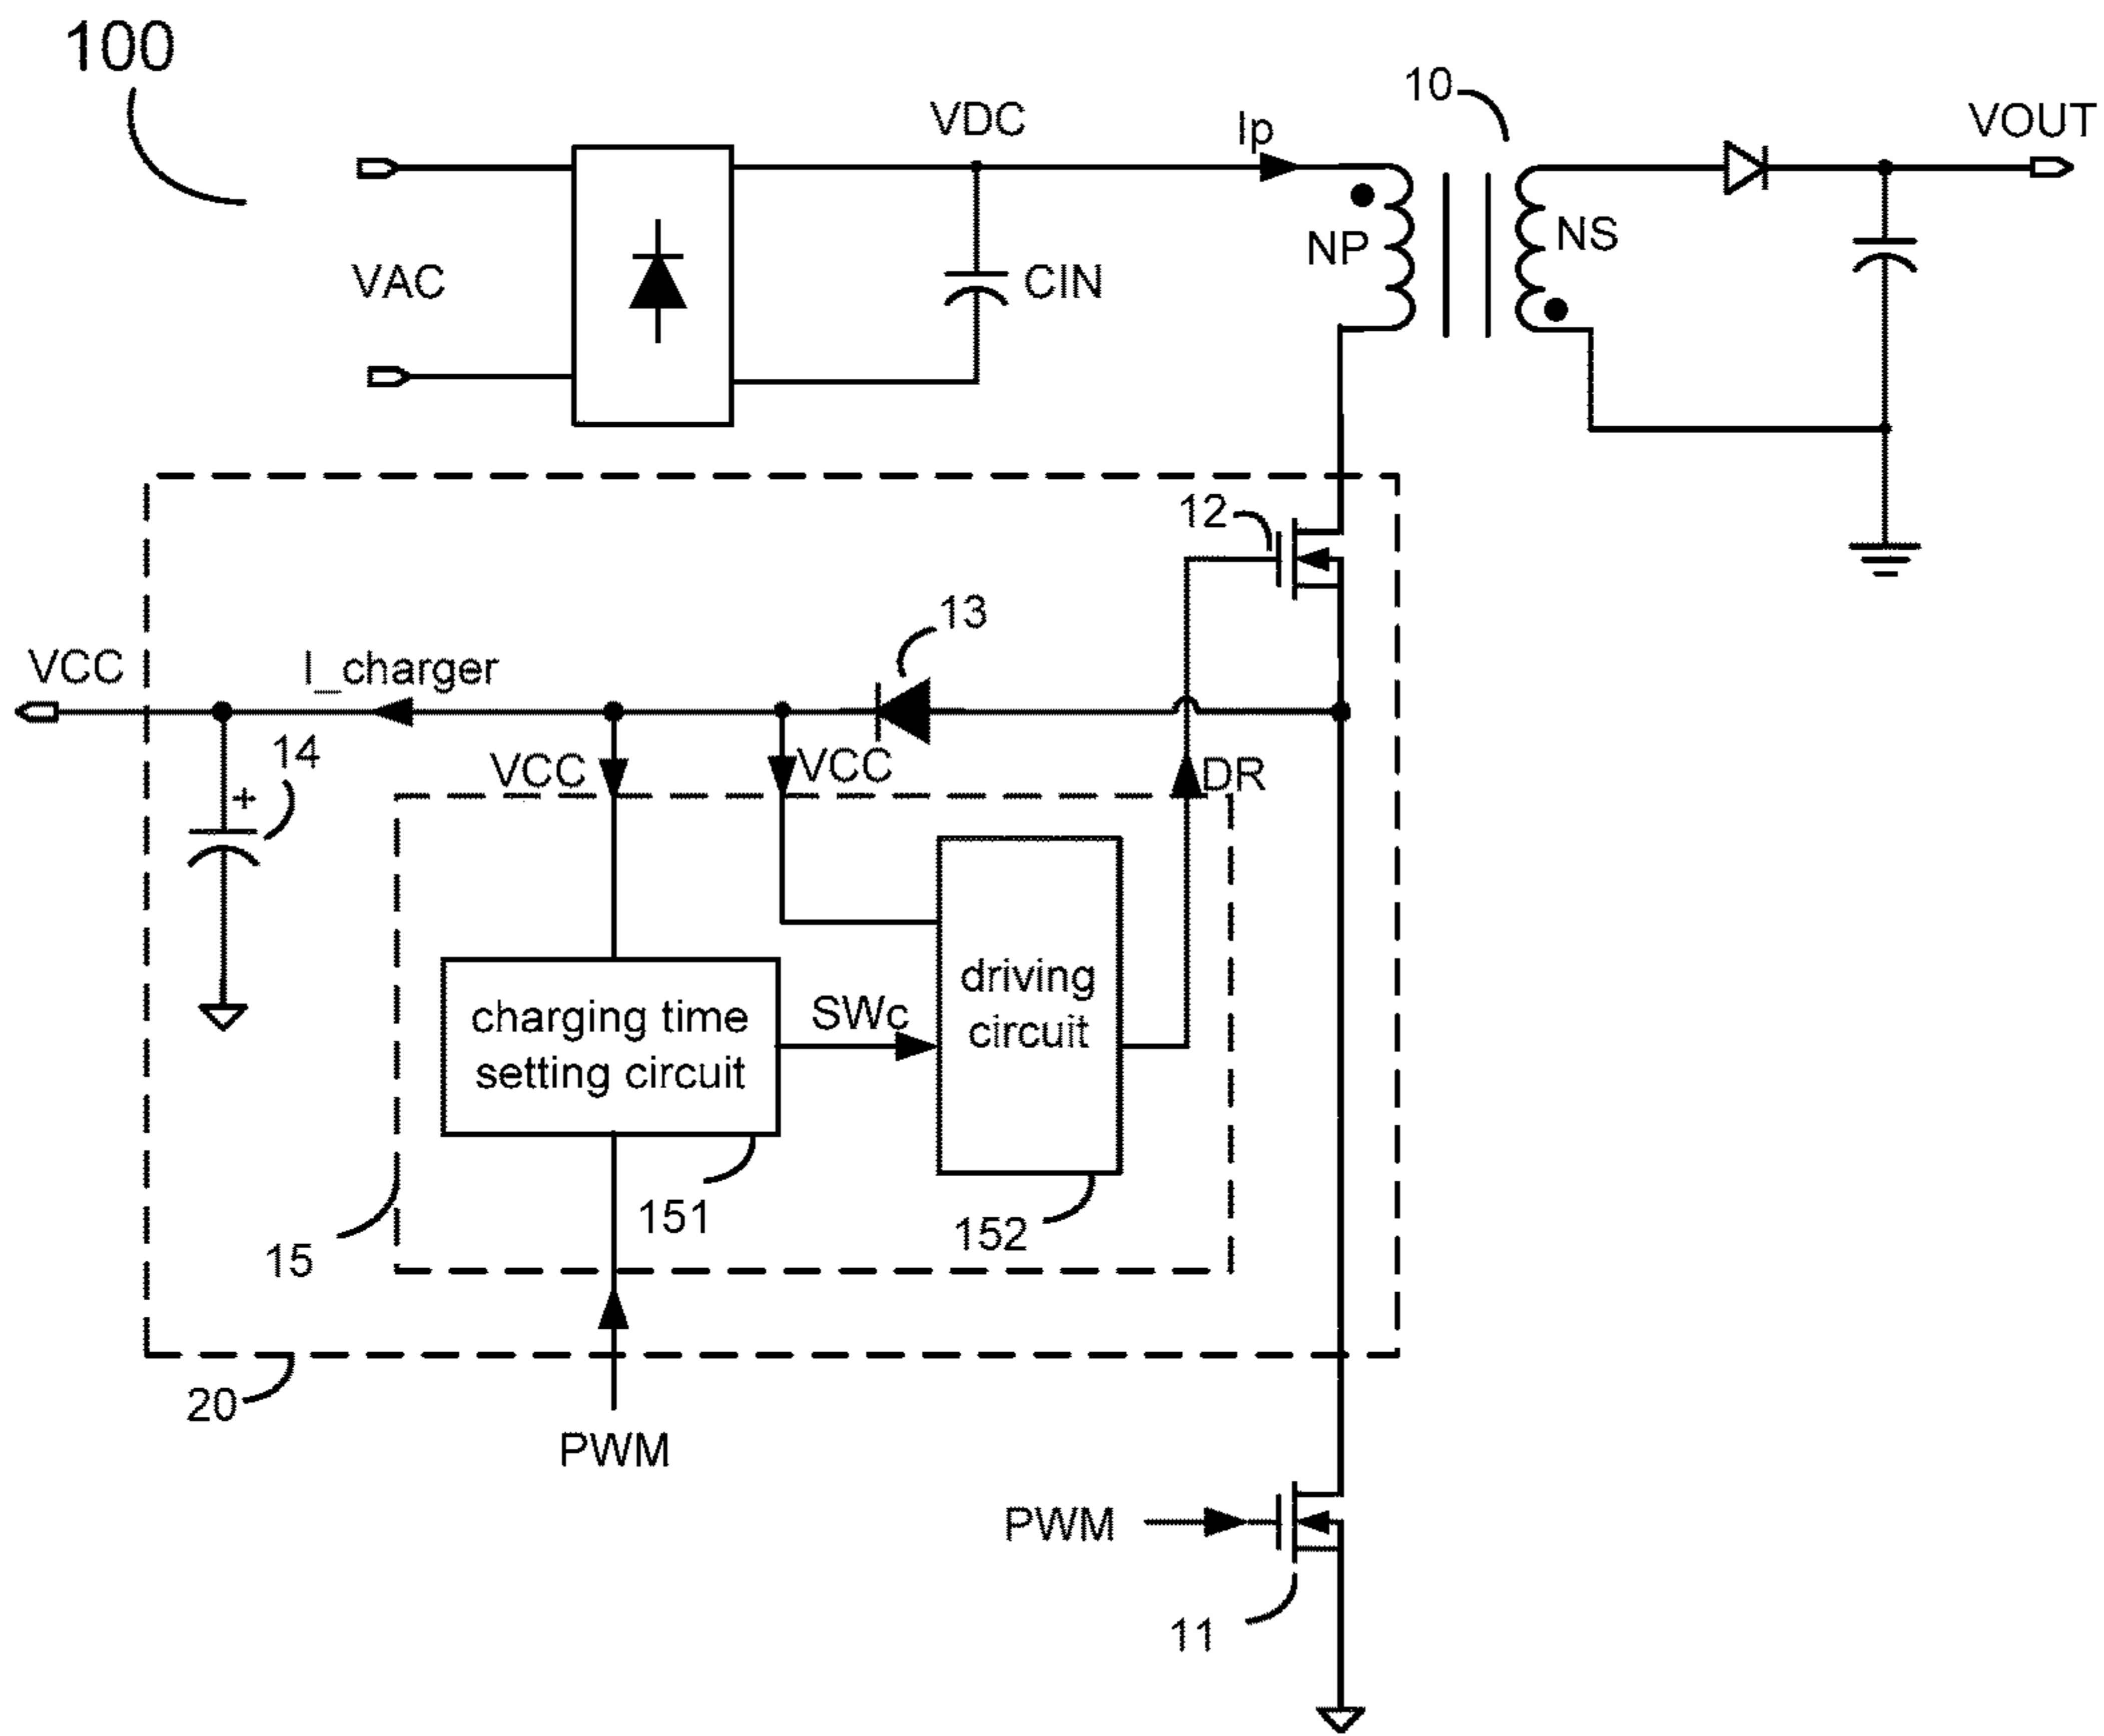 100
VDC
Ip
10
VOUT
VAC
CIN
NP
NS
12
13
VCC
I_charger
14
+
VCC
VCC
DR
charging time
setting circuit
SWc
driving
circuit
151
152
15
20
PWM
PWM
11